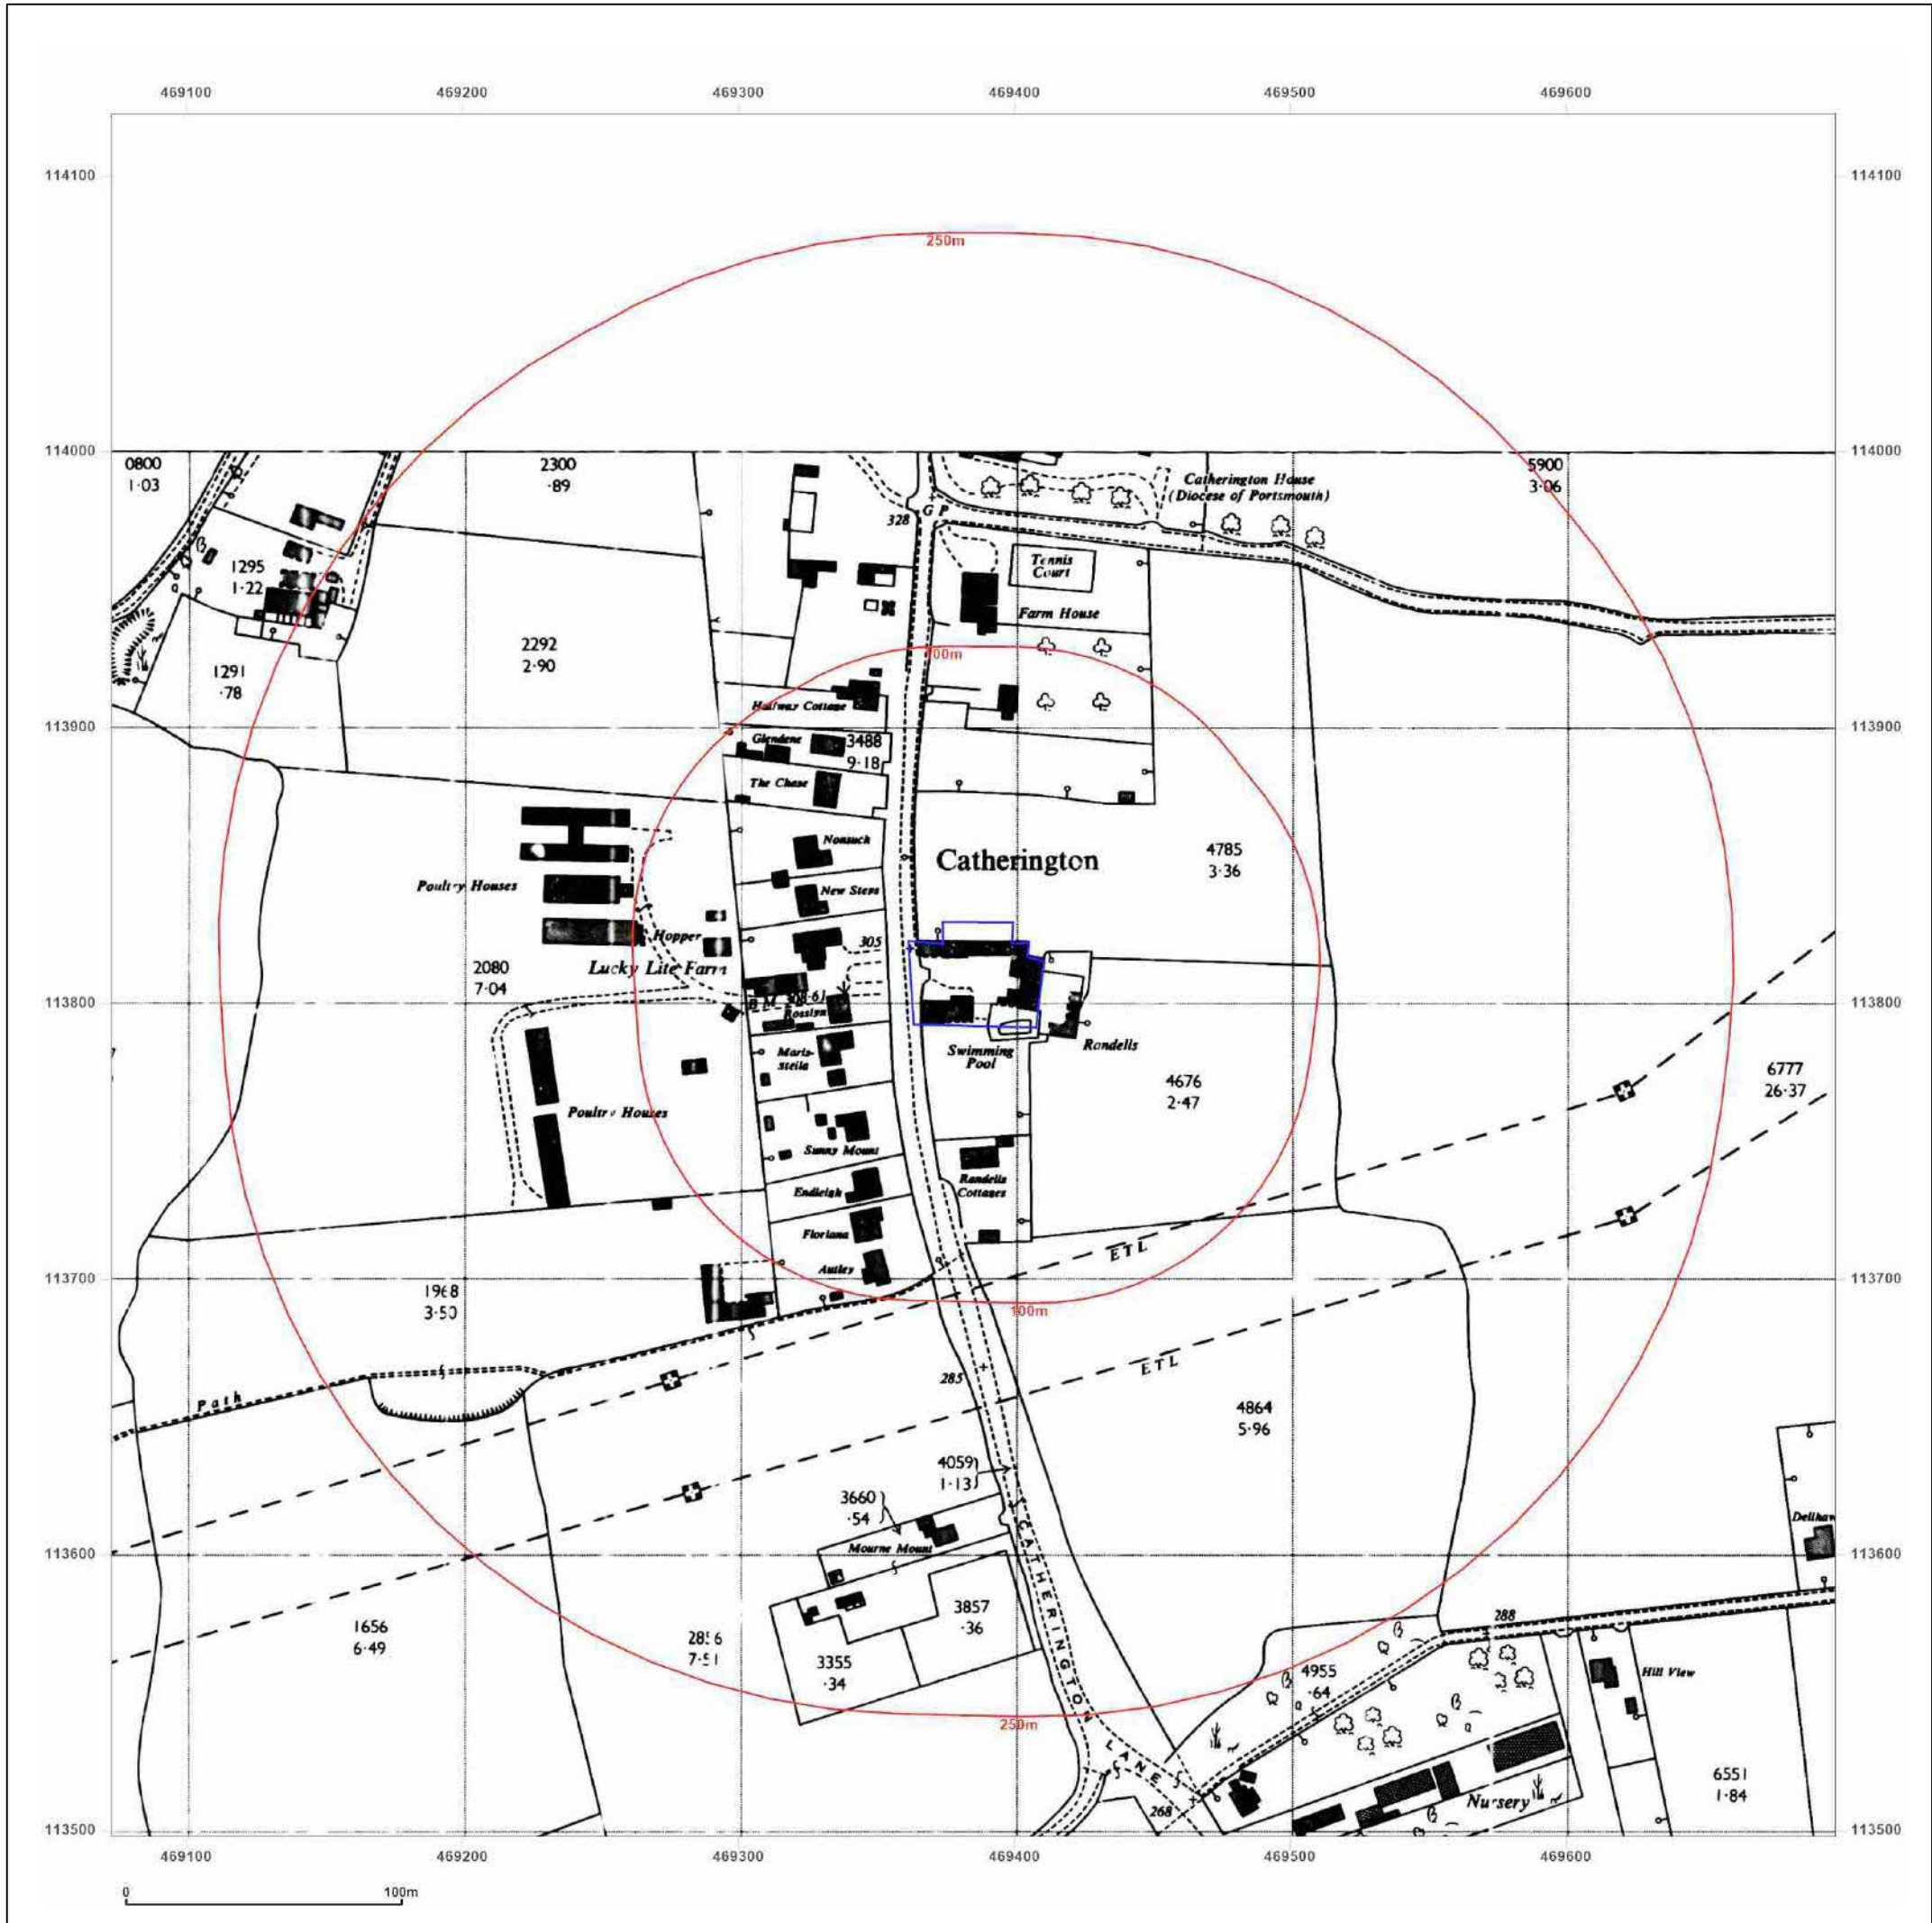 469100 469200 469300 469400 469500 469600
114100 114100
250m
114000 114000
0800
1·03
2300
·89
5900
3·06
Catherington House
(Diocese of Portsmouth)
328
G P
1295
1·22
Tennis
Court
Farm House
2292
2·90
1291
·78
Halfway Cottage
113900 113900
Glendene
3488
9·18
The Chase
Nonsuch
Catherington
4785
3·36
Poultry Houses
New Steps
Hopper
305
Lucky Lite Farm
2080
7·04
113800 113800
Rosslyn
Maris-
stella
Swimming
Pool
Randells
4676
2·47
6777
26·37
Poultry Houses
Sunny Mount
Endleigh
Randells
Cottages
Floriana
ETL
Autley
113700 113700
1968
100m
ETL
285
Path
4864
5·96
4059
1·13
3660
·54
Mourne Mount
Dellhaw
113600 113600
3857
·36
288
1656
6·49
3355
·34
4955
·64
Hill View
CATHERINGTON LANE
250m
6551
1·84
Nursery
268
113500 113500
469100 469200 469300 469400 469500 469600
0 100m